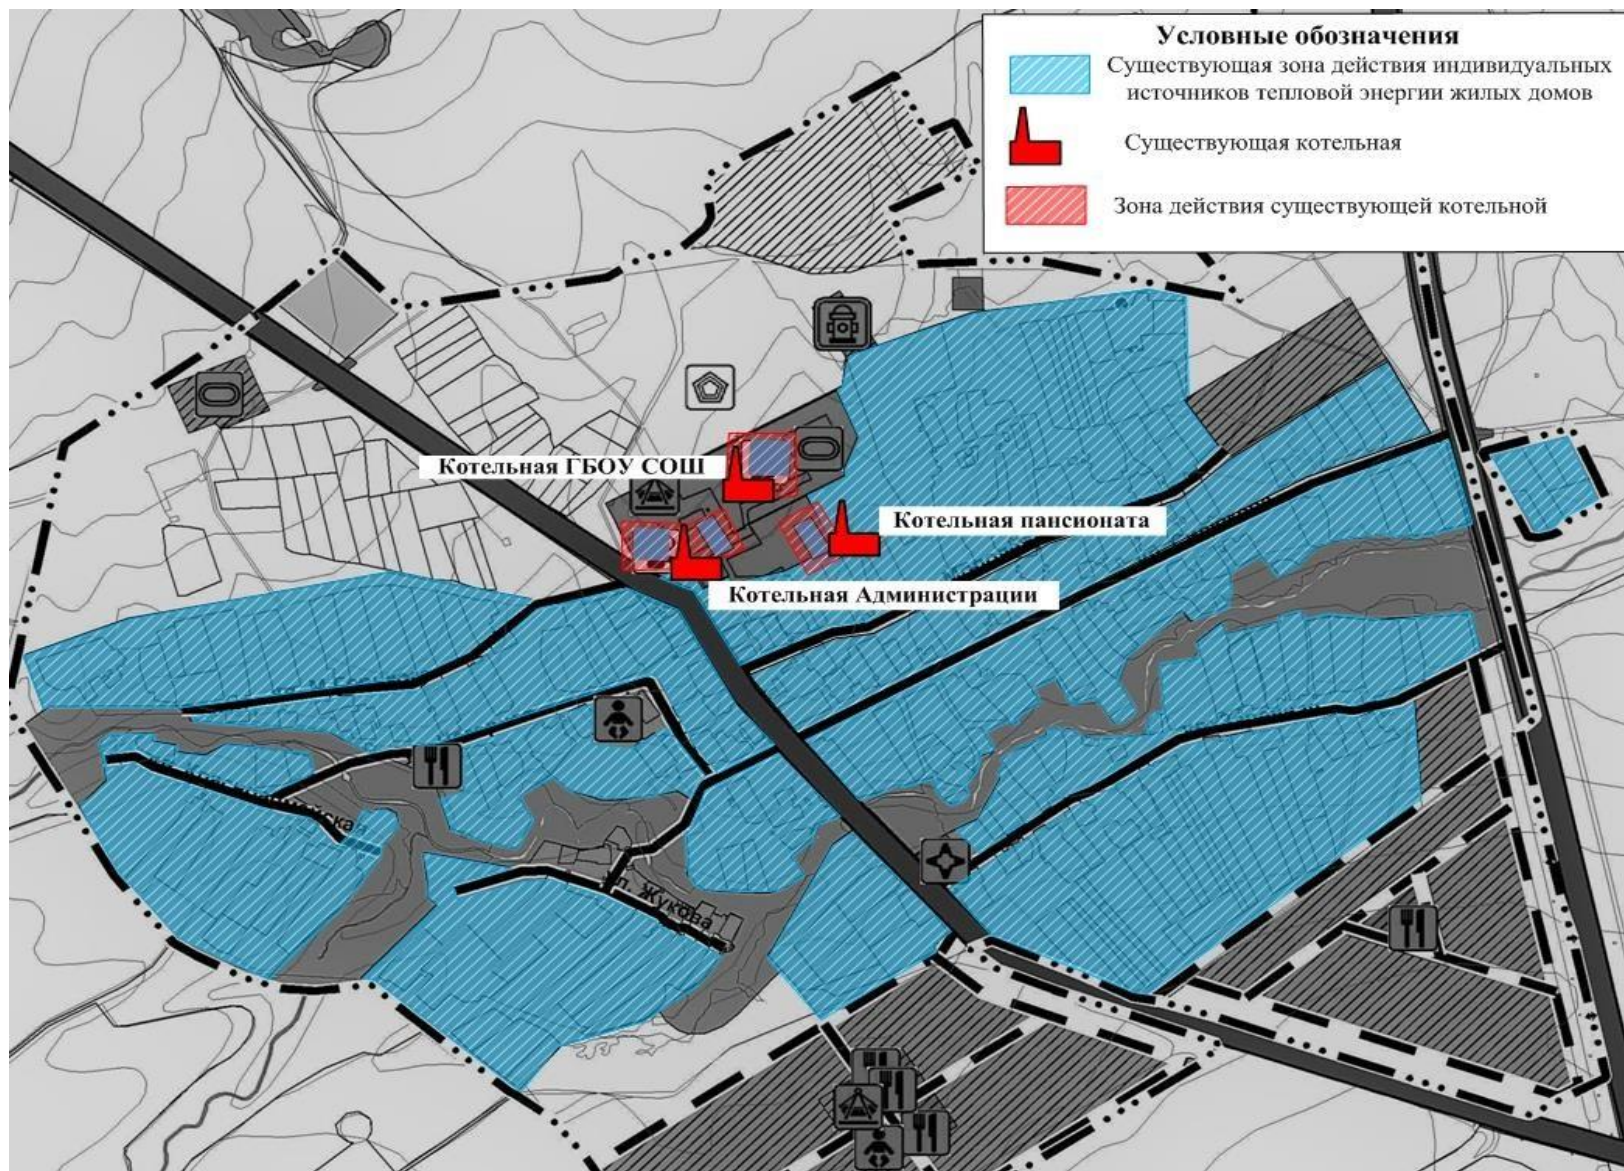 Условные обозначения
Существующая зона действия индивидуальных
источников тепловой энергии жилых домов
Существующая котельная
Зона действия существующей котельной
Котельная ГБОУ СОШ
Котельная пансионата
Котельная Администрации
ул. Жукова